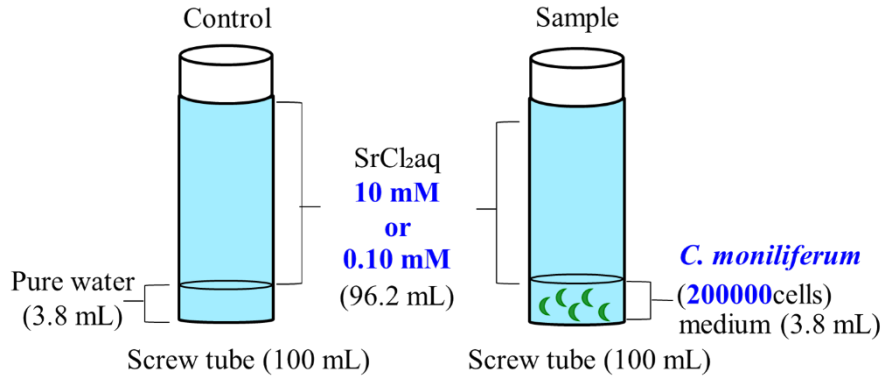 Control
Sample
SrCl₂aq
10 mM
or
0.10 mM
(96.2 mL)
Pure water
(3.8 mL)
C. moniliferum
(200000cells)
medium (3.8 mL)
Screw tube (100 mL)
Screw tube (100 mL)